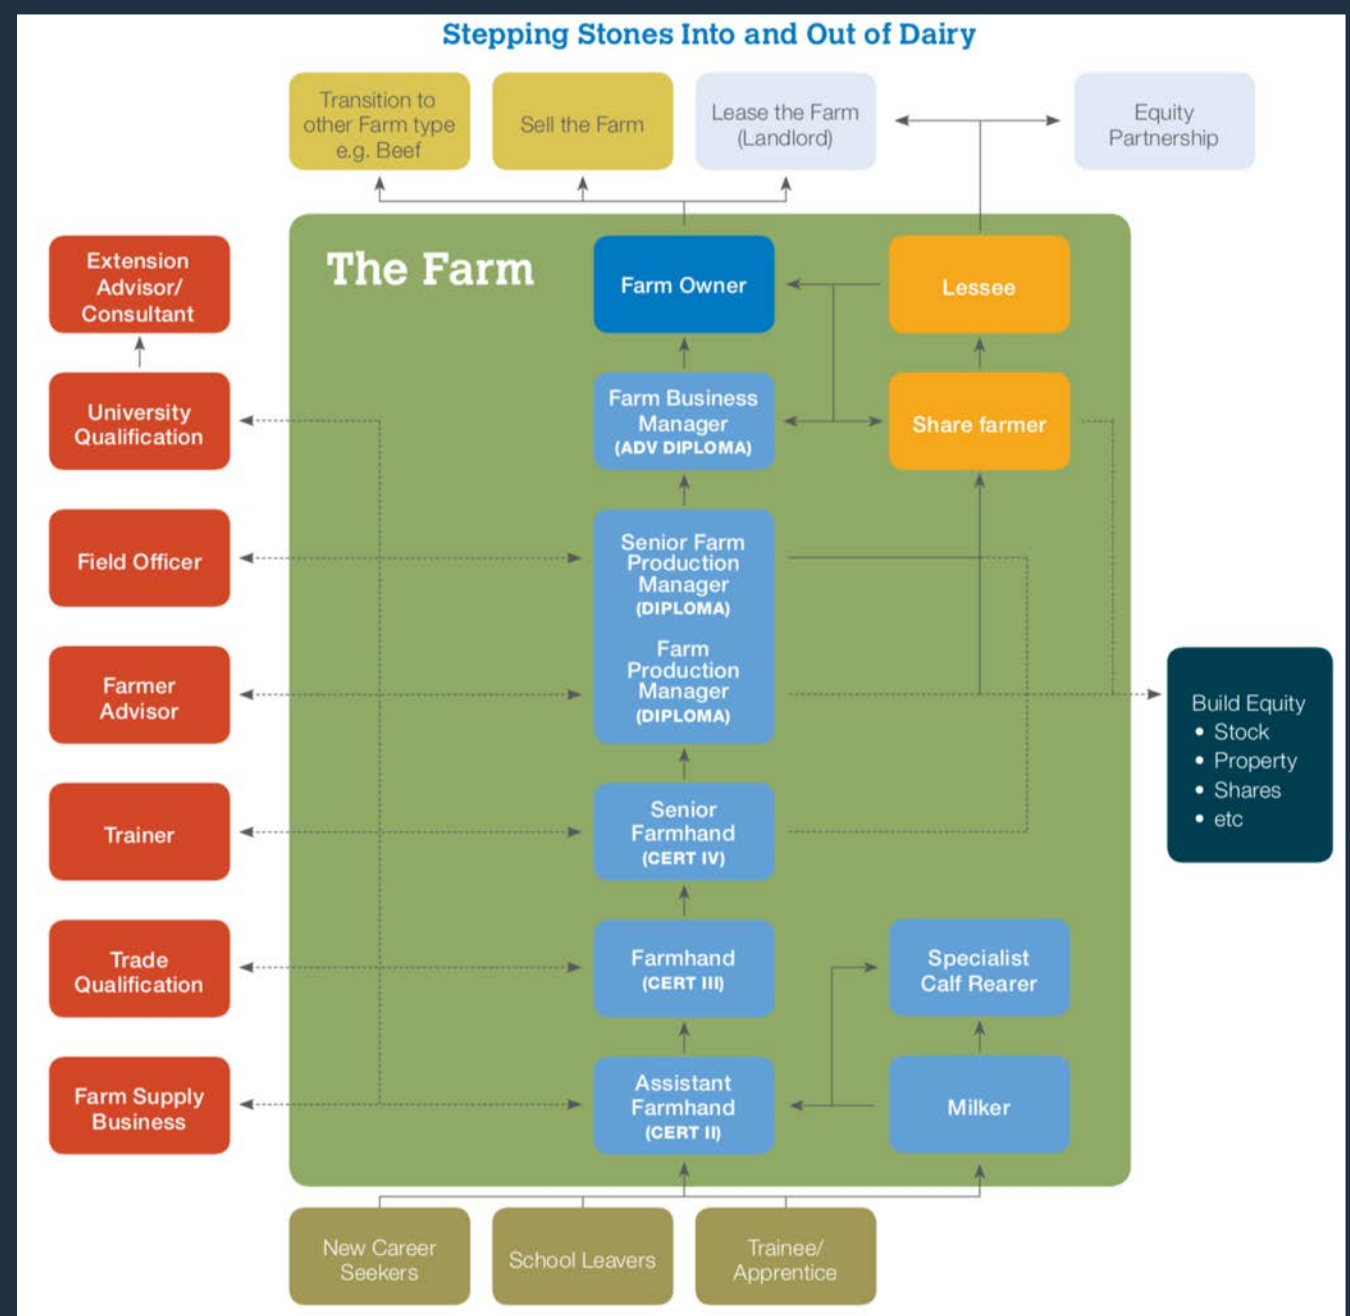 Stepping Stones Into and Out of Dairy
Transition to
other Farm type
e.g. Beef
Sell the Farm
Lease the Farm
(Landlord)
Equity
Partnership
The Farm
Extension
Advisor/
Consultant
Farm Owner
Lessee
University
Qualification
Farm Business
Manager
(ADV DIPLOMA)
Share farmer
Field Officer
Senior Farm
Production
Manager
(DIPLOMA)
Farmer
Advisor
Farm
Production
Manager
(DIPLOMA)
Build Equity
• Stock
• Property
• Shares
• etc
Trainer
Senior
Farmhand
(CERT IV)
Trade
Qualification
Farmhand
(CERT III)
Specialist
Calf Rearer
Farm Supply
Business
Assistant
Farmhand
(CERT II)
Milker
New Career
Seekers
School Leavers
Trainee/
Apprentice